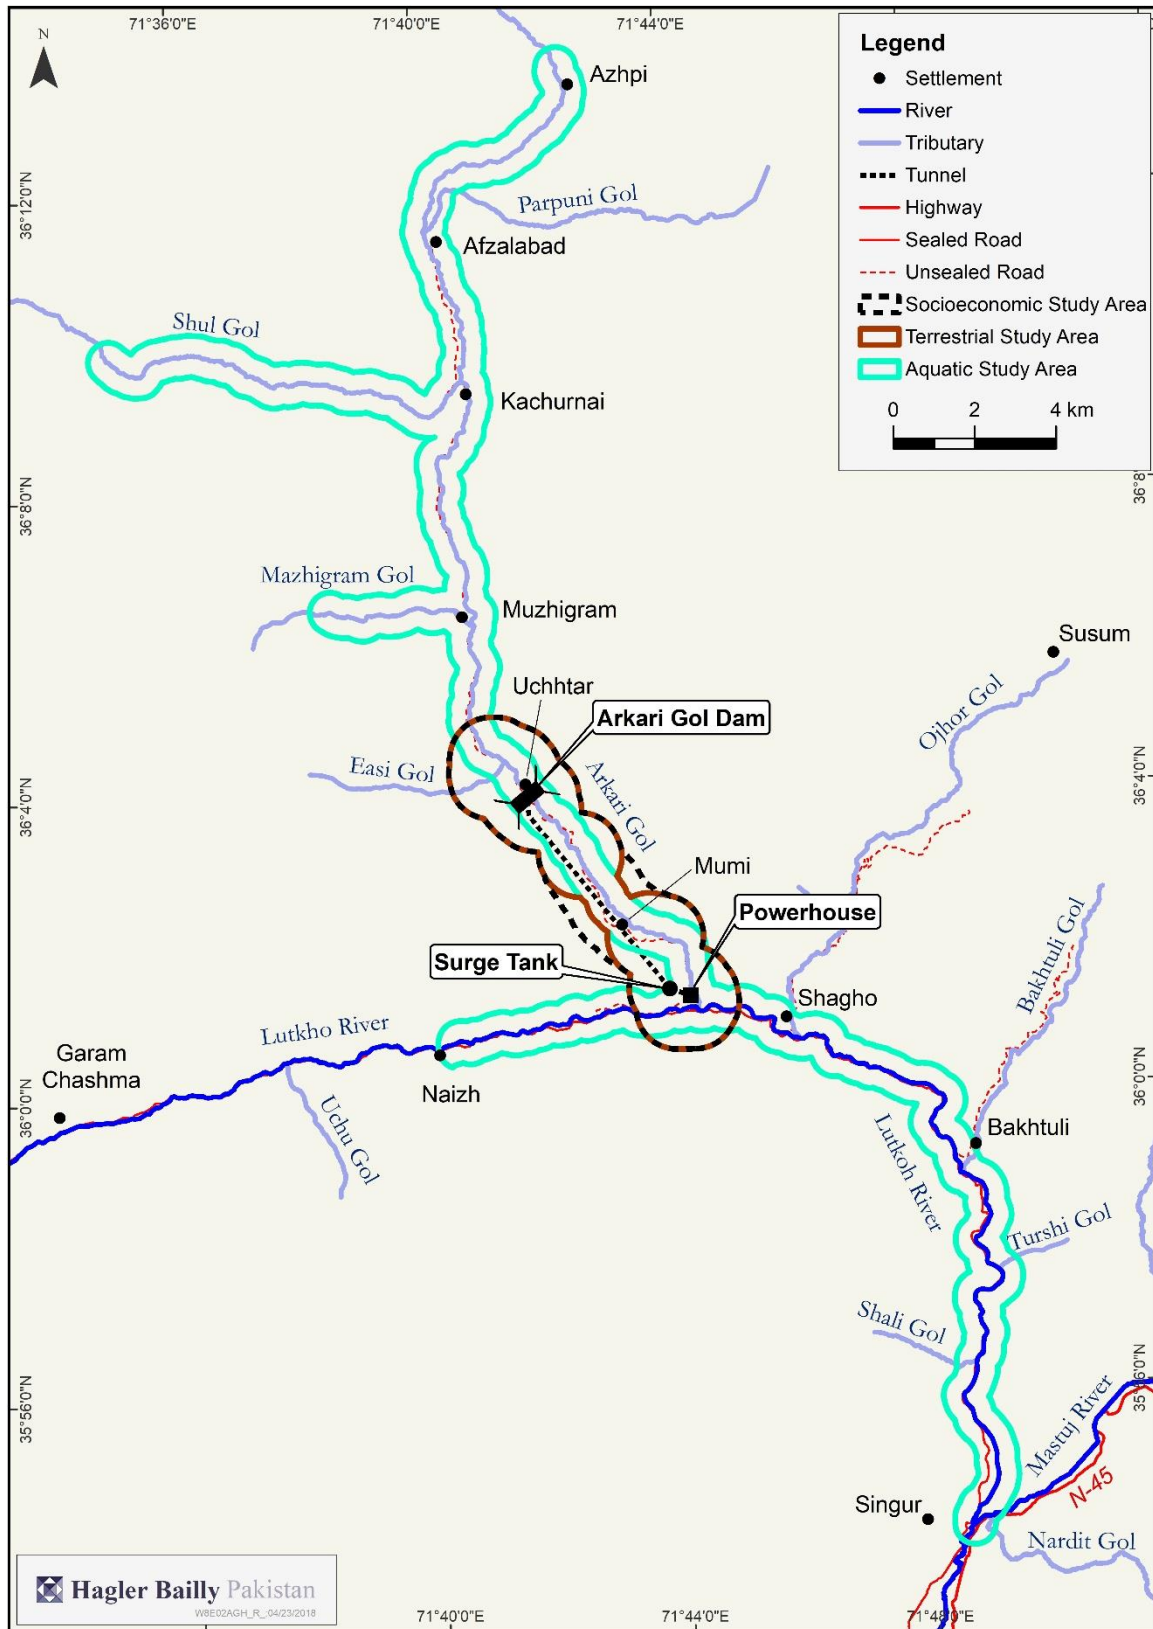 71°36'0"E
71°40'0"E
71°44'0"E
N
Legend
Settlement
River
Tributary
Tunnel
Highway
Sealed Road
Unsealed Road
Socioeconomic Study Area
Terrestrial Study Area
Aquatic Study Area
0 2 4 km
Azhpi
36°12'0"N
Parpuni Gol
Afzalabad
Shul Gol
Kachurnai
36°8'0"N
36°8'
Mazhigram Gol
Muzhigram
Susum
Uchhtar
Arkari Gol Dam
Ojhor Gol
Easi Gol
Arkari Gol
36°4'0"N
36°4'0"N
Mumi
Powerhouse
Surge Tank
Bakhtuli Gol
Shagho
Lutkho River
Garam
Chashma
Naizh
36°0'0"N
36°0'0"N
Uchu Gol
Bakhtuli
Lutkoh River
Turshi Gol
Shali Gol
35°56'0"N
Mastuj River
N-45
Singur
Nardit Gol
Hagler Bailly Pakistan
W8E02AGH_R_.04/23/2018
71°40'0"E
71°44'0"E
71°48'0"E